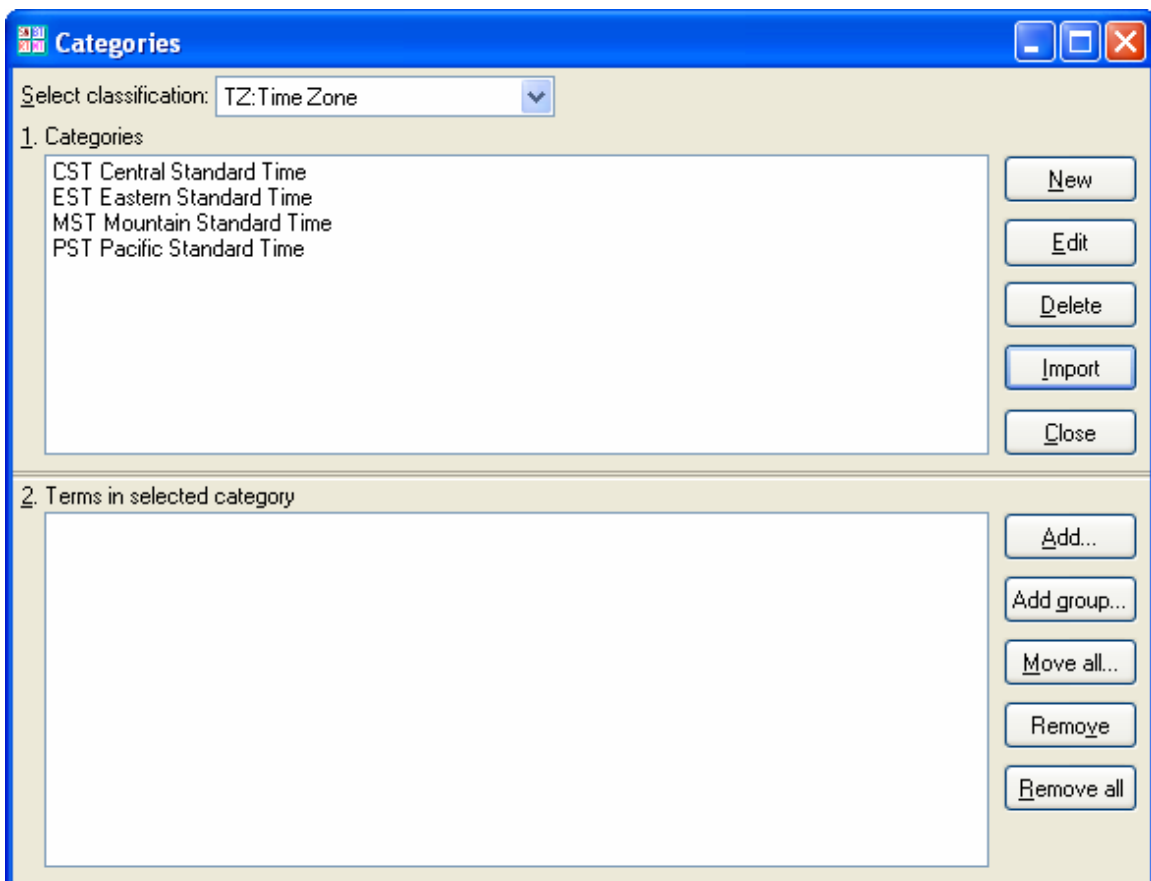 Categories
Select classification: TZ:Time Zone
1. Categories
CST Central Standard Time
EST Eastern Standard Time
MST Mountain Standard Time
PST Pacific Standard Time
New
Edit
Delete
Import
Close
2. Terms in selected category
Add...
Add group...
Move all...
Remove
Remove all